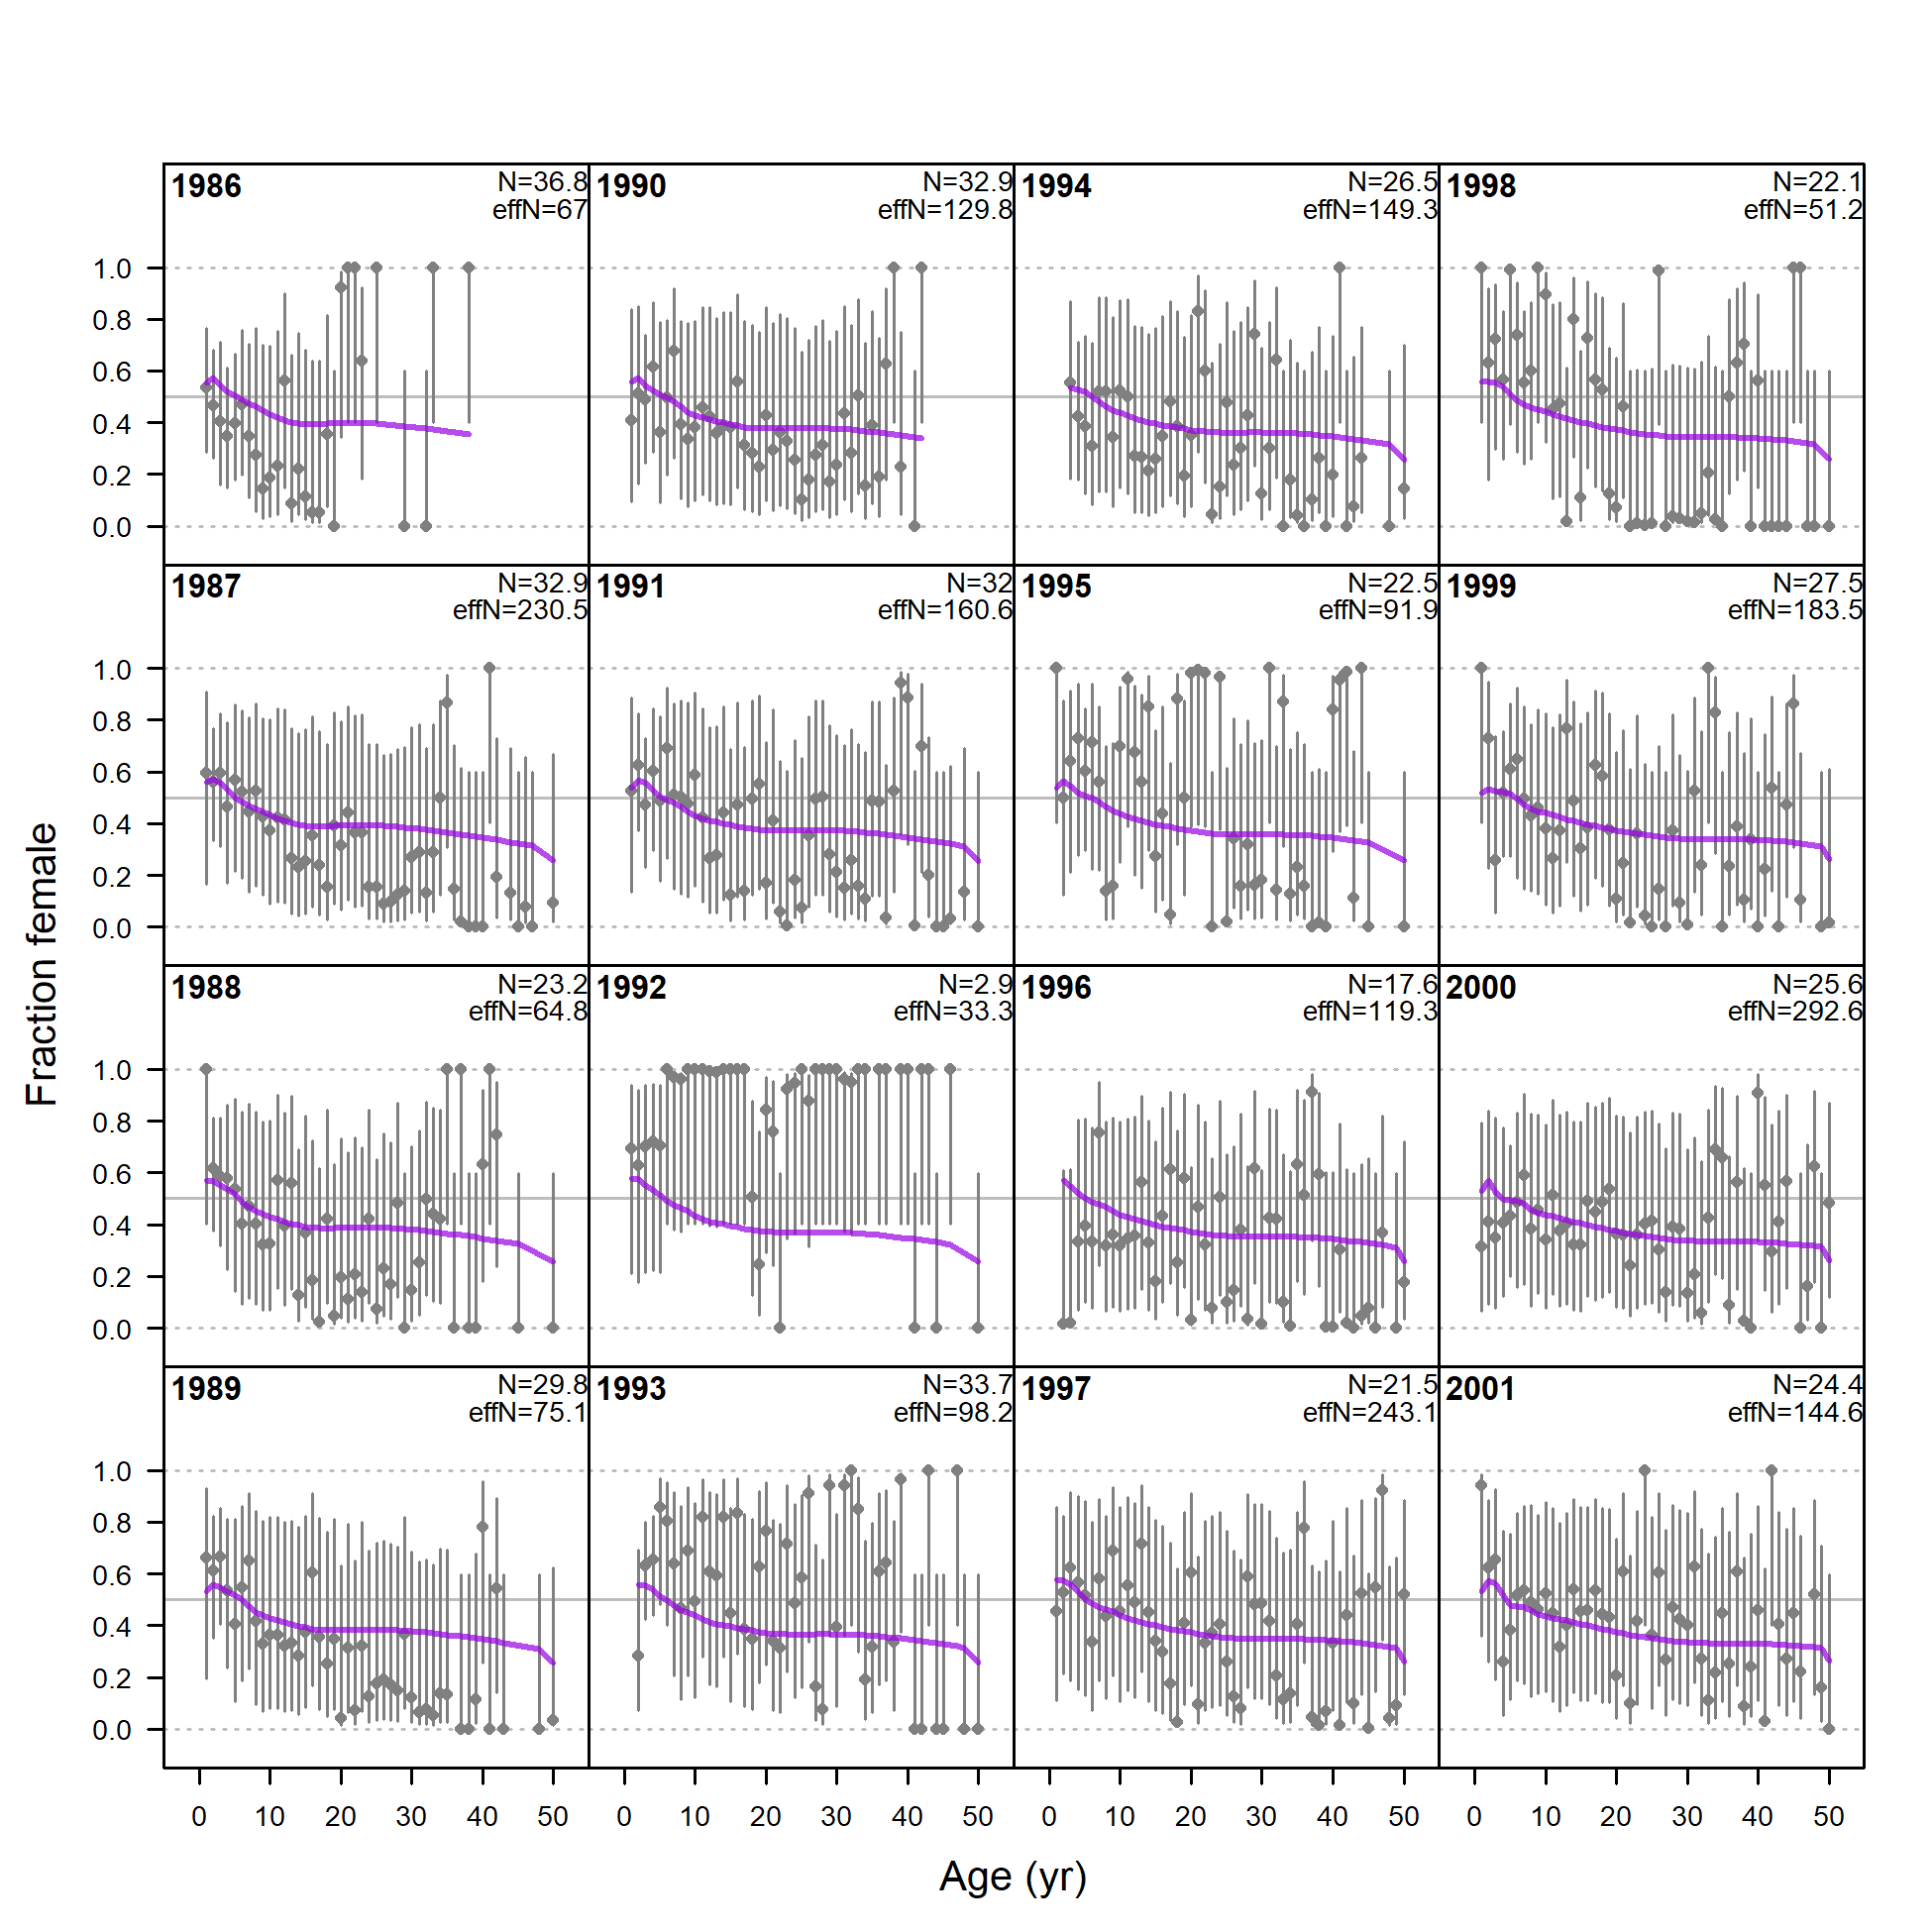 1986 N=36.8
effN=67
1990 N=32.9
effN=129.8
1994 N=26.5
effN=149.3
1998 N=22.1
effN=51.2
1.0
0.8
0.6
0.4
0.2
0.0
1987 N=32.9
effN=230.5
1991 N=32
effN=160.6
1995 N=22.5
effN=91.9
1999 N=27.5
effN=183.5
1.0
0.8
0.6
0.4
0.2
0.0
Fraction female
1988 N=23.2
effN=64.8
1992 N=2.9
effN=33.3
1996 N=17.6
effN=119.3
2000 N=25.6
effN=292.6
1.0
0.8
0.6
0.4
0.2
0.0
1989 N=29.8
effN=75.1
1993 N=33.7
effN=98.2
1997 N=21.5
effN=243.1
2001 N=24.4
effN=144.6
1.0
0.8
0.6
0.4
0.2
0.0
0 10 20 30 40 50 0 10 20 30 40 50 0 10 20 30 40 50 0 10 20 30 40 50
Age (yr)